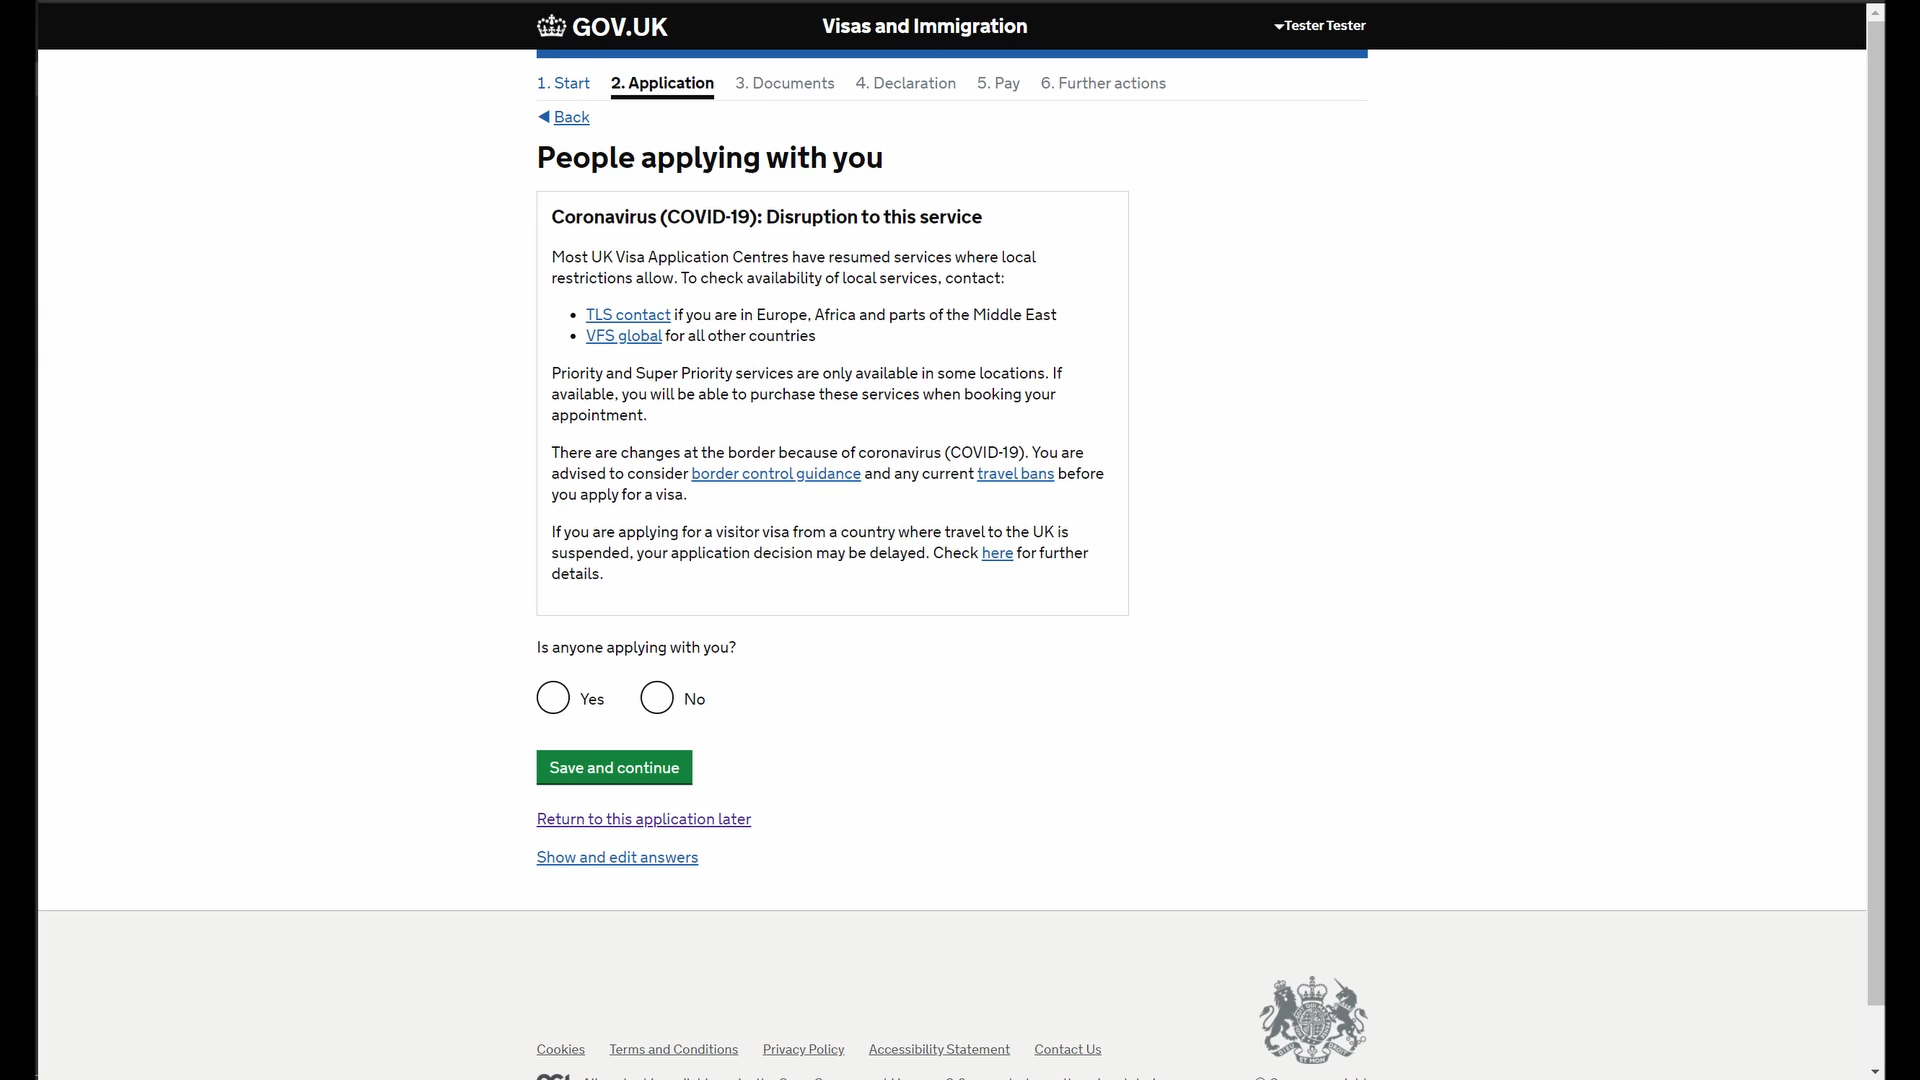 GOV.UK
Visas and Immigration
Tester Tester
1. Start
2. Application
3. Documents
4. Declaration
5. Pay
6. Further actions
Back
People applying with you
Coronavirus (COVID-19): Disruption to this service
Most UK Visa Application Centres have resumed services where local
restrictions allow. To check availability of local services, contact:
TLS contact if you are in Europe, Africa and parts of the Middle East
VFS global for all other countries
Priority and Super Priority services are only available in some locations. If
available, you will be able to purchase these services when booking your
appointment.
There are changes at the border because of coronavirus (COVID-19). You are
advised to consider border control guidance and any current travel bans before
you apply for a visa.
If you are applying for a visitor visa from a country where travel to the UK is
suspended, your application decision may be delayed. Check here for further
details.
Is anyone applying with you?
Yes
No
Save and continue
Return to this application later
Show and edit answers
Cookies
Terms and Conditions
Privacy Policy
Accessibility Statement
Contact Us